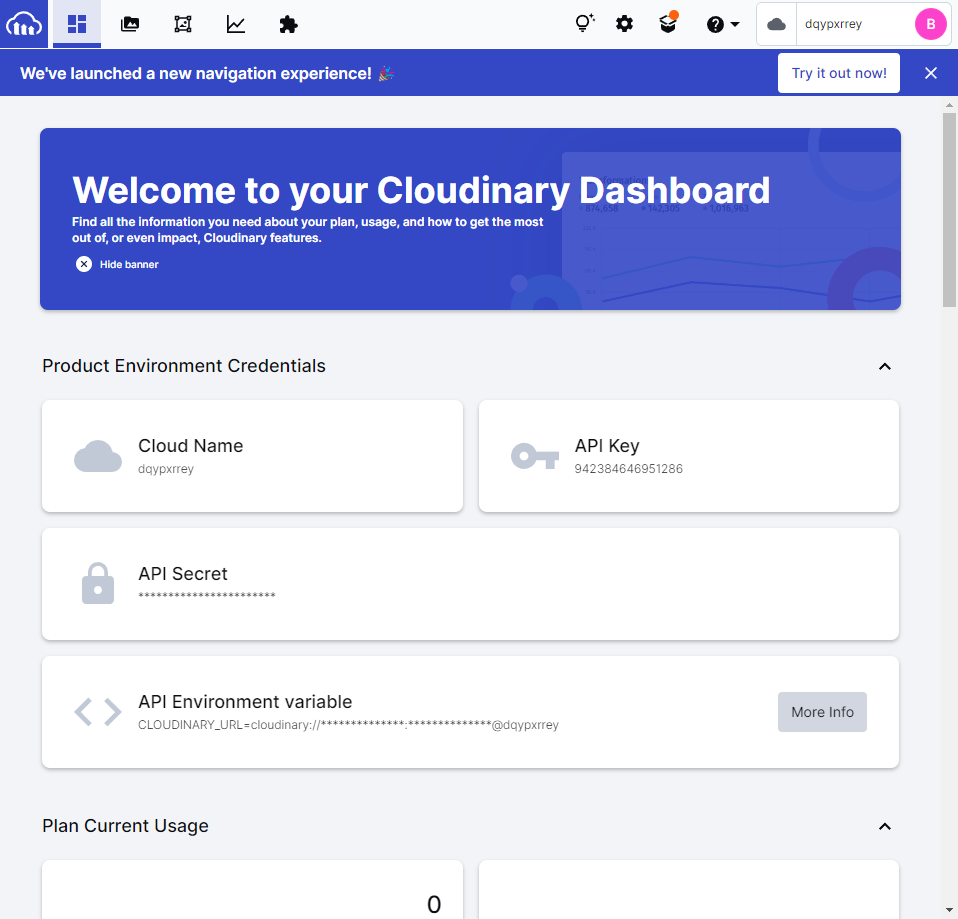 dqypxrrey
B
We've launched a new navigation experience! 🎉
Try it out now!
Welcome to your Cloudinary Dashboard
Find all the information you need about your plan, usage, and how to get the most
out of, or even impact, Cloudinary features.
Hide banner
Product Environment Credentials
Cloud Name
dqypxrrey
API Key
942384646951286
API Secret
***********************
API Environment variable
CLOUDINARY_URL=cloudinary://**************:**************@dqypxrrey
More Info
Plan Current Usage
0